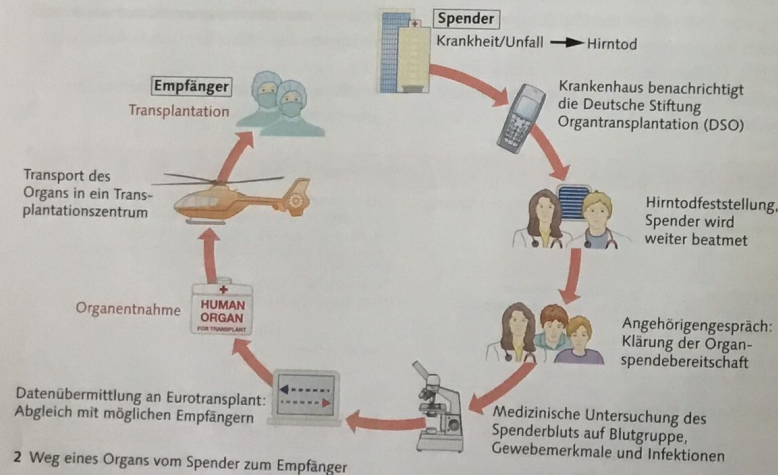 Spender
Krankheit/Unfall → Hirntod
Krankenhaus benachrichtigt
die Deutsche Stiftung
Organtransplantation (DSO)
Hirntodfeststellung,
Spender wird
weiter beatmet
Angehörigengespräch:
Klärung der Organ-
spendebereitschaft
Medizinische Untersuchung des
Spenderbluts auf Blutgruppe,
Gewebemerkmale und Infektionen
Datenübermittlung an Eurotransplant:
Abgleich mit möglichen Empfängern
Organentnahme
HUMAN
ORGAN
FOR TRANSPLANT
Transport des
Organs in ein Trans-
plantationszentrum
Empfänger
Transplantation
2 Weg eines Organs vom Spender zum Empfänger